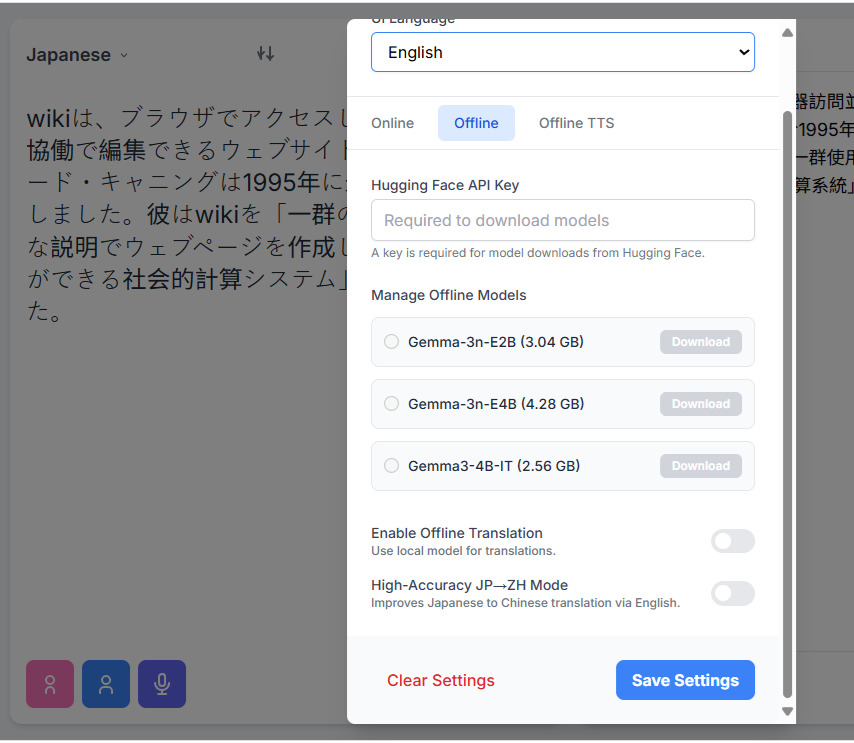 Japanese
wikiは、ブラウザでアクセスし
協働で編集できるウェブサイト
ード・キャニングは1995年に
しました。彼はwikiを「一群の
な説明でウェブページを作成し
ができる社会的計算システム」
た。
UI Language
English
Online
Offline
Offline TTS
Hugging Face API Key
Required to download models
A key is required for model downloads from Hugging Face.
Manage Offline Models
Gemma-3n-E2B (3.04 GB)
Download
Gemma-3n-E4B (4.28 GB)
Download
Gemma3-4B-IT (2.56 GB)
Download
Enable Offline Translation
Use local model for translations.
High-Accuracy JP→ZH Mode
Improves Japanese to Chinese translation via English.
Clear Settings
Save Settings
器訪問並
1995年
一群使用
算系統」